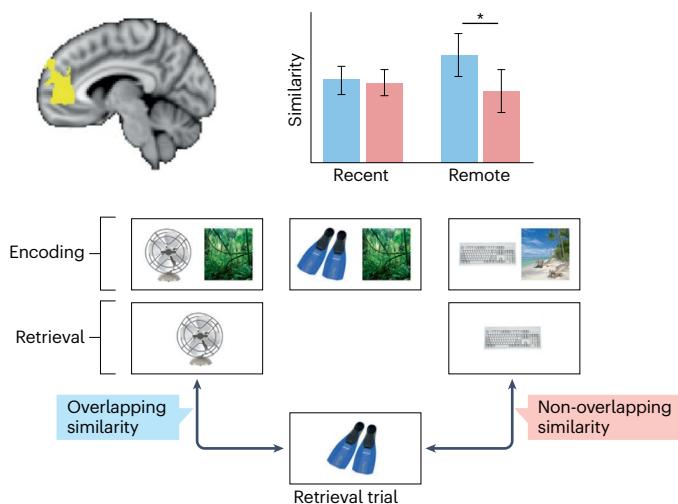 *
Similarity
Recent
Remote
Encoding
Retrieval
Overlapping
similarity
Non-overlapping
similarity
Retrieval trial